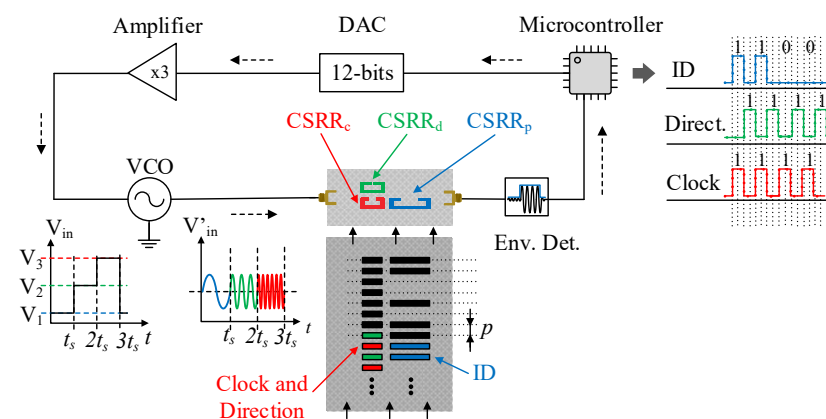 Amplifier
DAC
Microcontroller
x3
12-bits
ID
1 1 0 0
Direct.
1 1 1 1
Clock
1 1 1 1
CSRRc
CSRRd
CSRRp
VCO
Env. Det.
Vin
V3
V2
V1
ts 2ts 3ts t
V'in
ts 2ts 3ts t
p
Clock and
Direction
ID